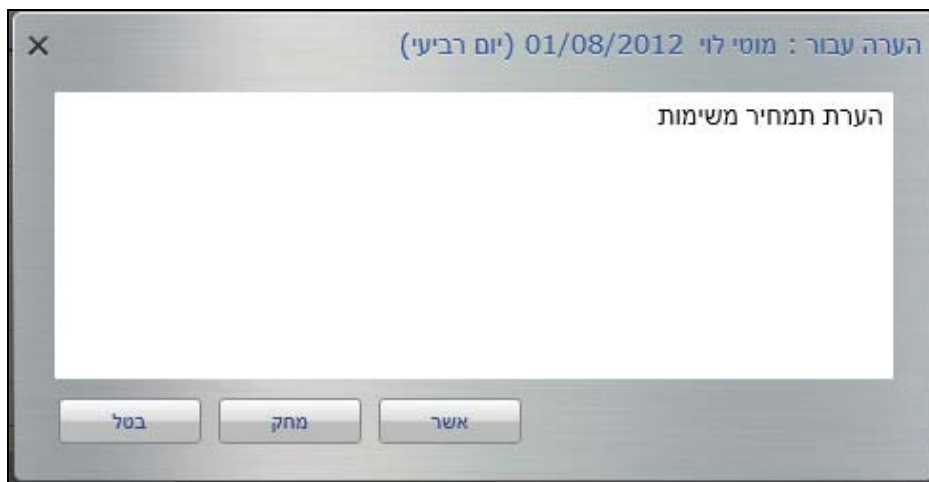 הערה עבור : מוטי לוי 01/08/2012 (יום רביעי)
הערת תמחיר משימות
אשר
מחק
בטל